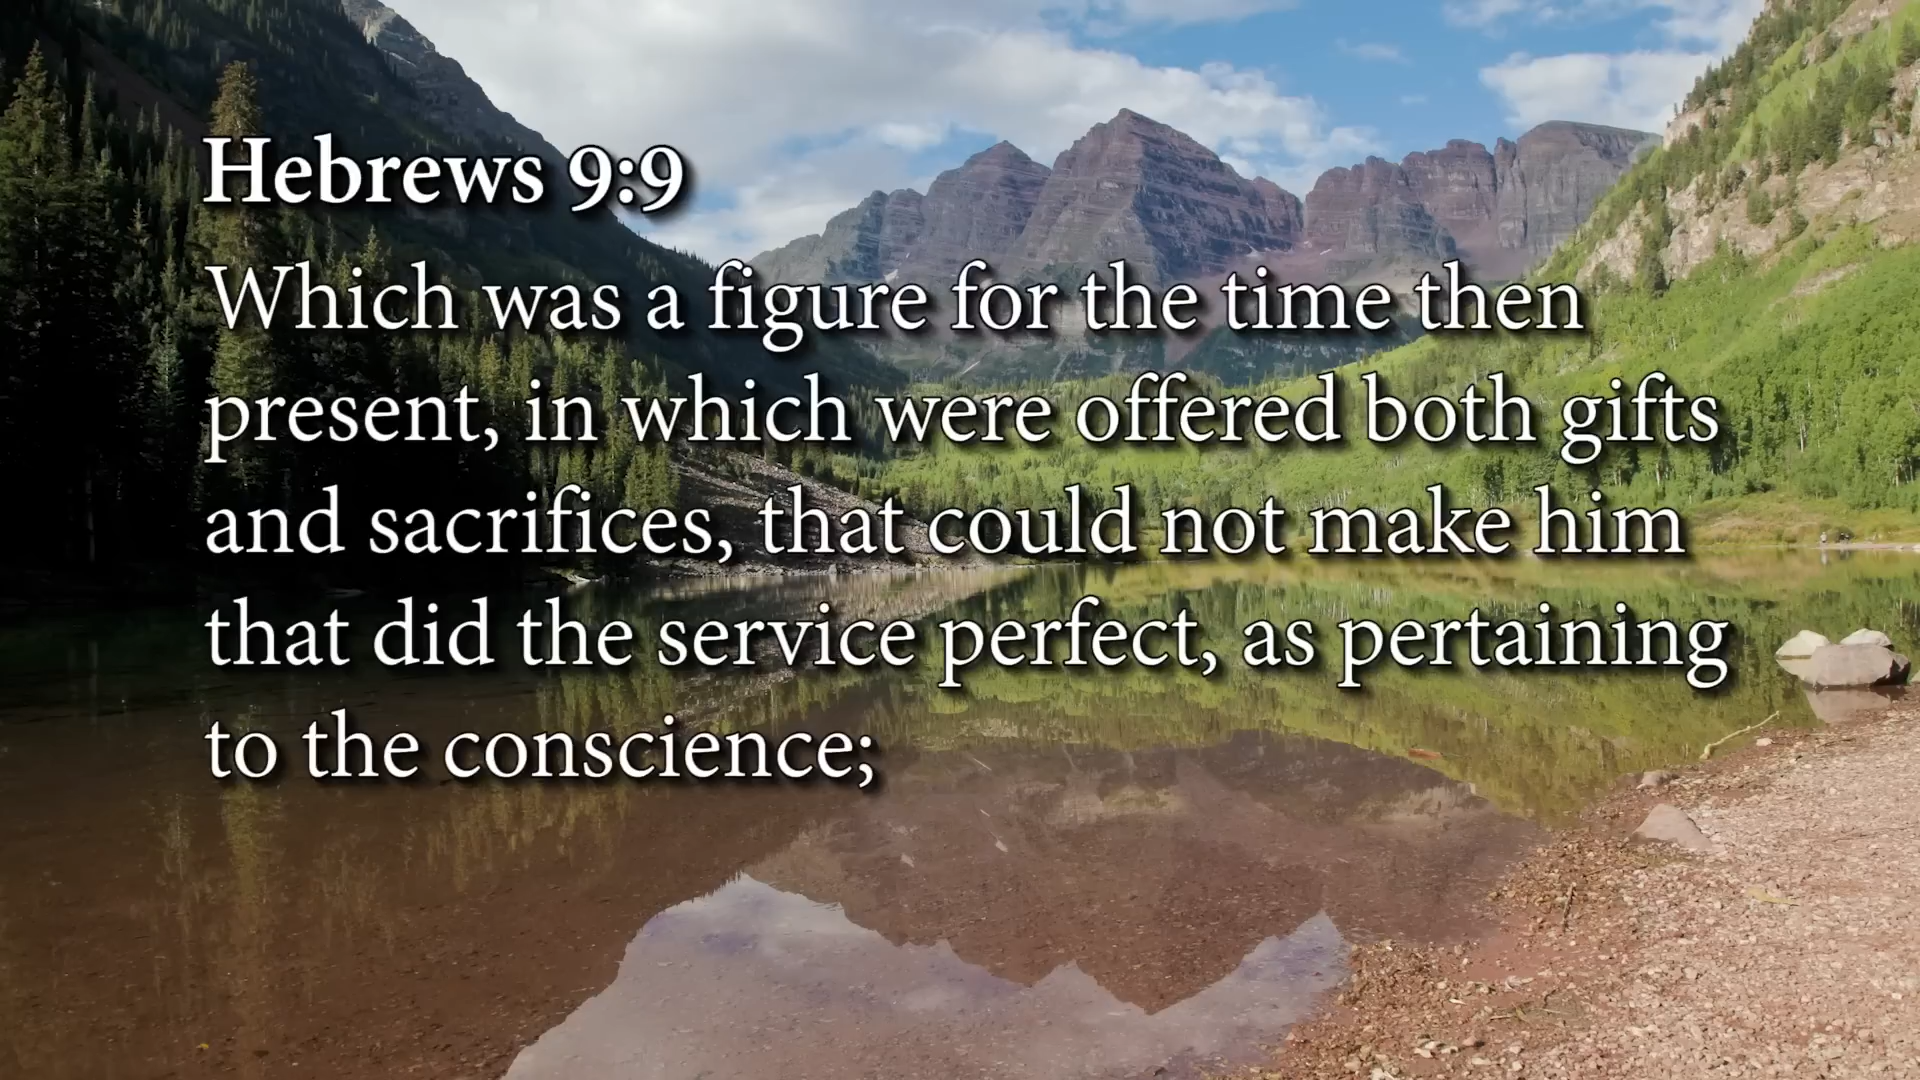 Hebrews 9:9
Which was a figure for the time then
present, in which were offered both gifts
and sacrifices, that could not make him
that did the service perfect, as pertaining
to the conscience;